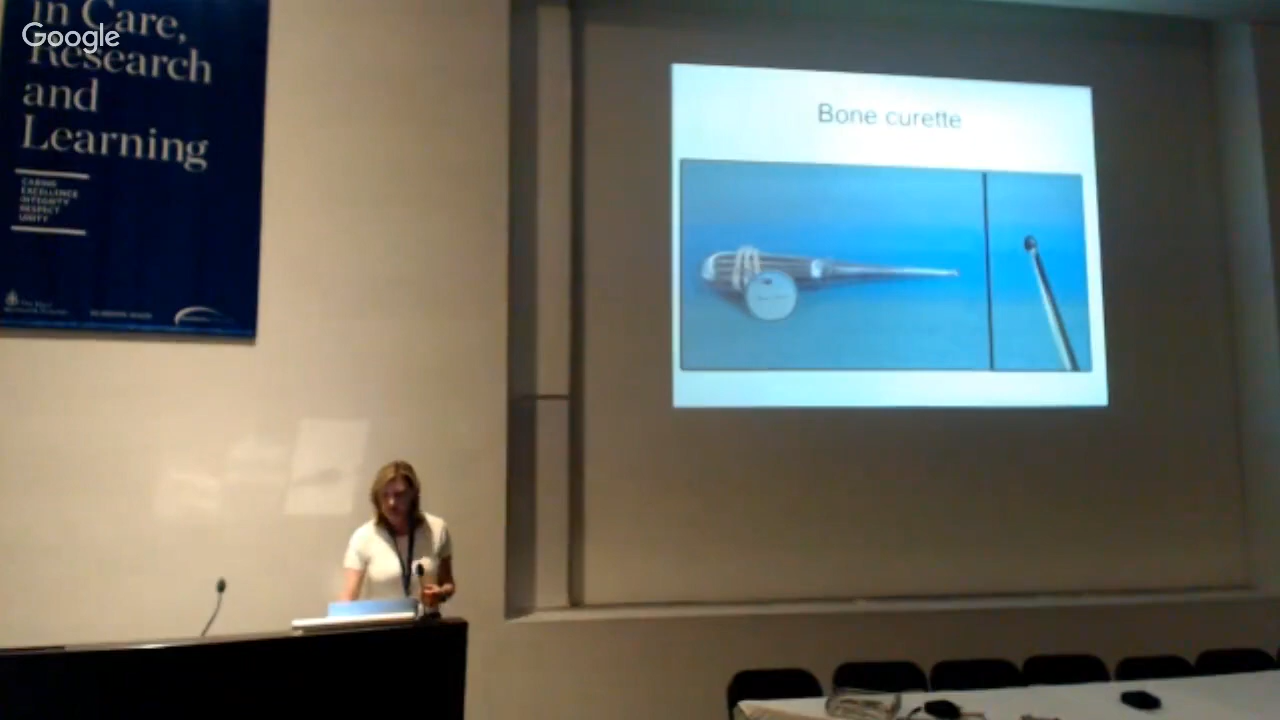 in Care,
Google
Research
and
Learning
CARING
EXCELLENCE
INTEGRITY
RESPECT
UNITY
Bone curette